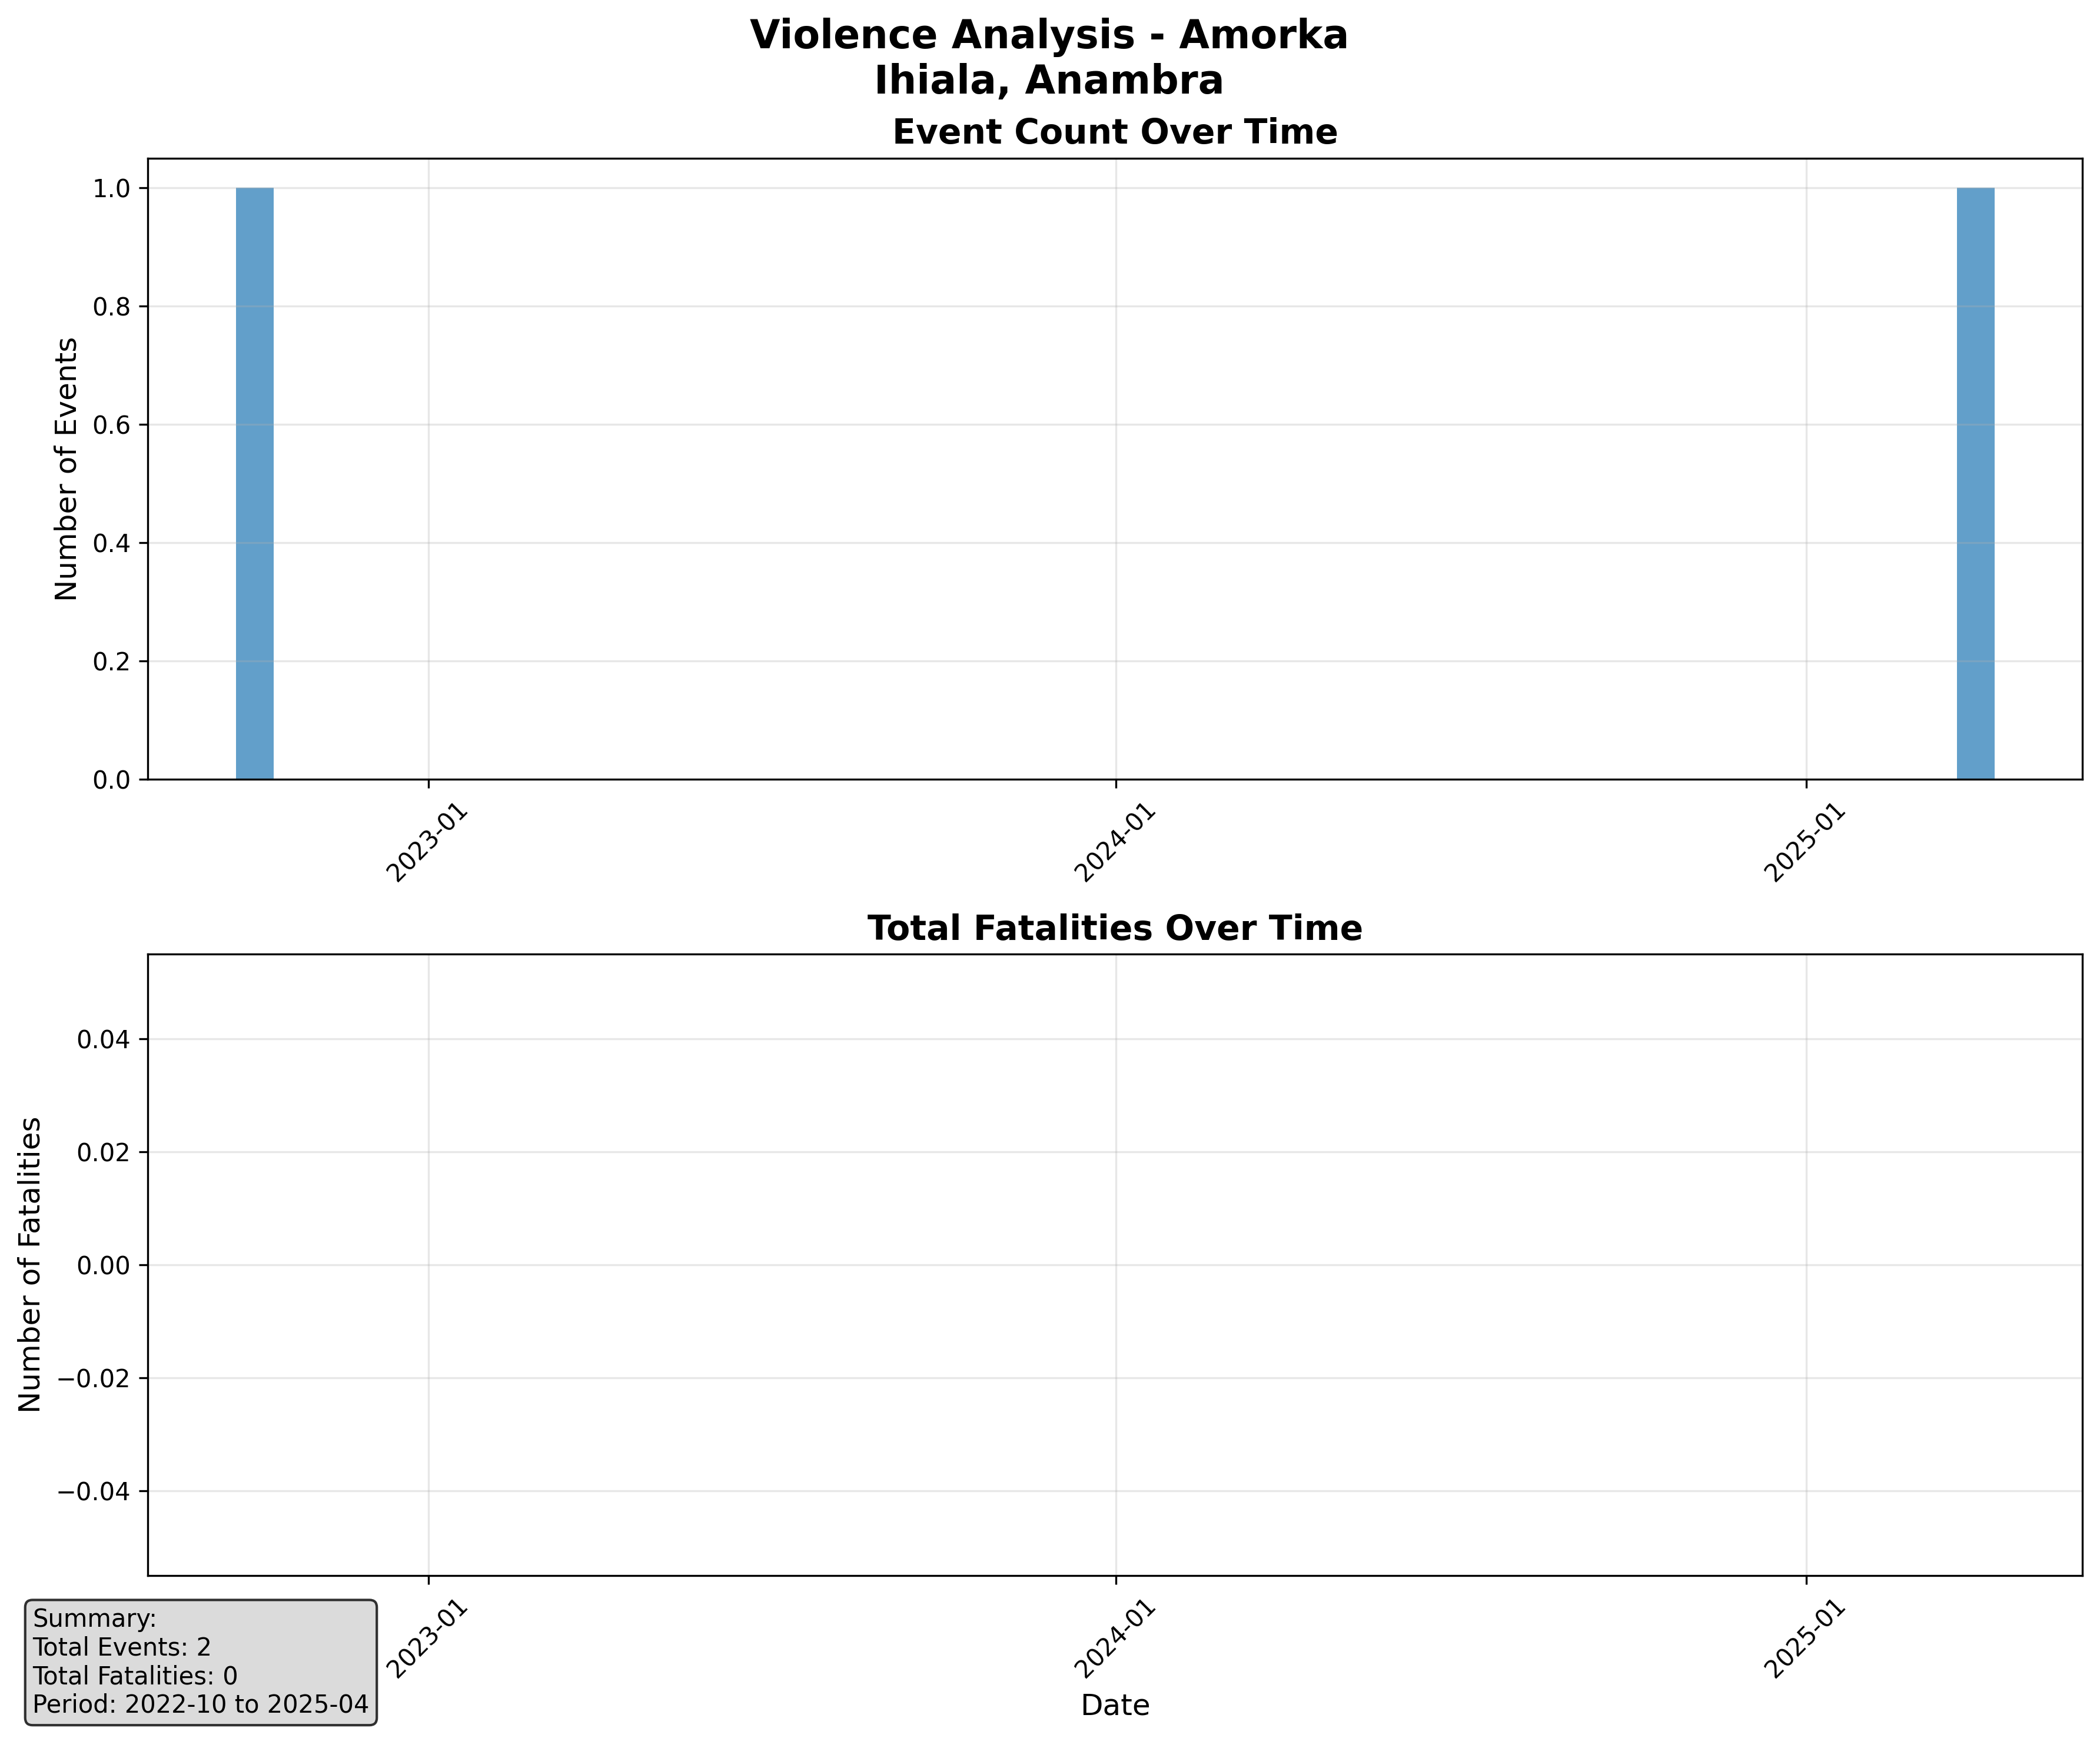 Violence Analysis - Amorka
Ihiala, Anambra
Event Count Over Time
Number of Events
1.0
0.8
0.6
0.4
0.2
0.0
2023-01
2024-01
2025-01
Total Fatalities Over Time
Number of Fatalities
0.04
0.02
0.00
−0.02
−0.04
2023-01
2024-01
2025-01
Date
Summary:
Total Events: 2
Total Fatalities: 0
Period: 2022-10 to 2025-04